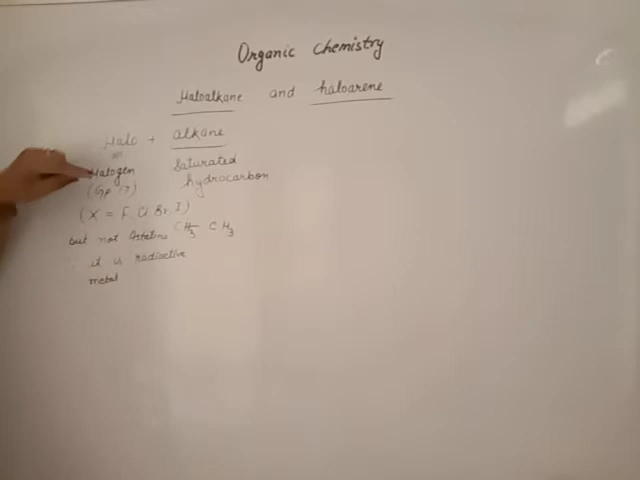 Organic Chemistry
Haloalkane and haloarene
Halo + alkane
Halogen Saturated
(Gp 17) hydrocarbon
(X = F, Cl, Br, I)
but not Astatine CH3 CH3
it is radioactive
metal